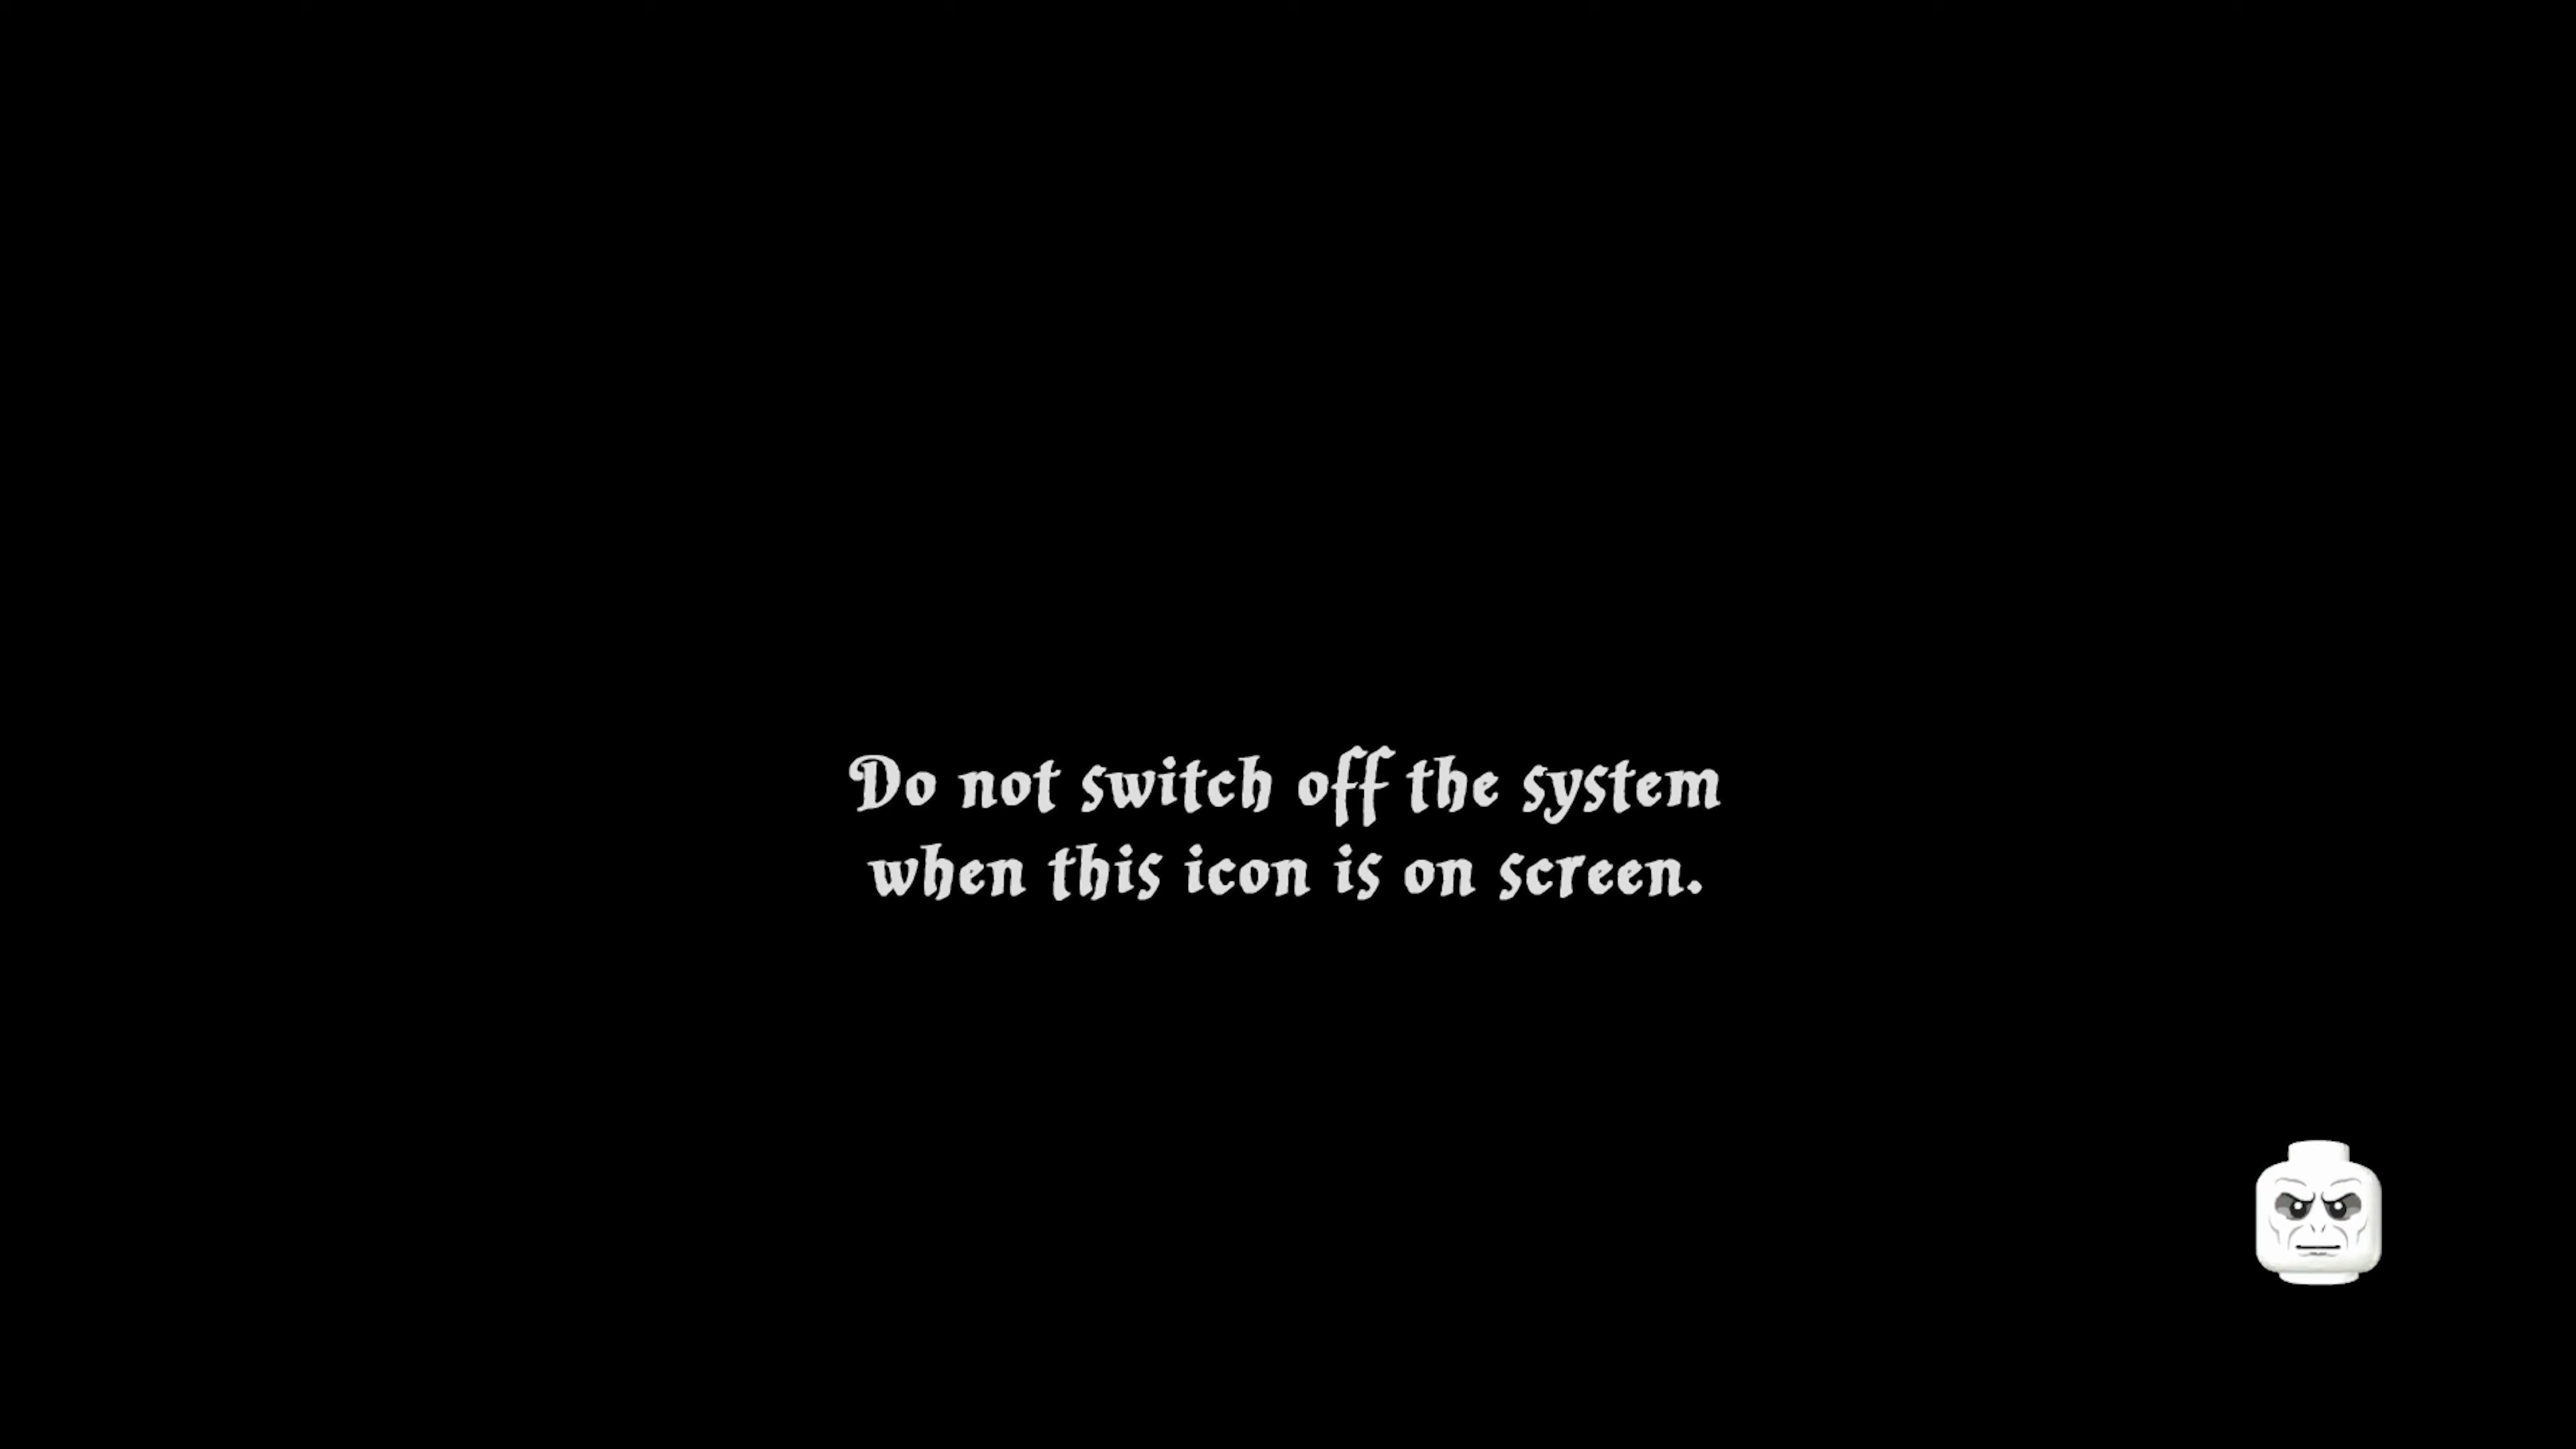 Do not switch off the system
when this icon is on screen.